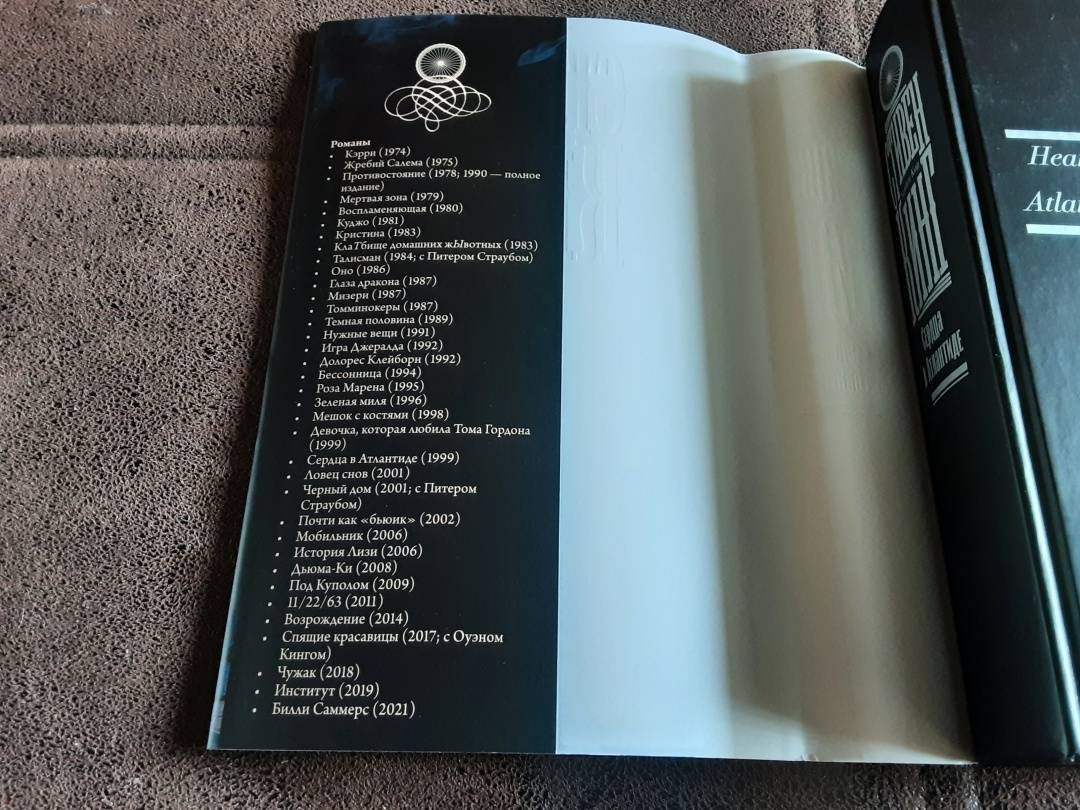 Романы
• Кэрри (1974)
• Жребий Салема (1975)
• Противостояние (1978; 1990 — полное
издание)
• Мертвая зона (1979)
• Воспламеняющая (1980)
• Куджо (1981)
• Кристина (1983)
• КлаТбище домашних жЫвотных (1983)
• Талисман (1984; с Питером Страубом)
• Оно (1986)
• Глаза дракона (1987)
• Мизери (1987)
• Томминокеры (1987)
• Темная половина (1989)
• Нужные вещи (1991)
• Игра Джералда (1992)
• Долорес Клейборн (1992)
• Бессонница (1994)
• Роза Марена (1995)
• Зеленая миля (1996)
• Мешок с костями (1998)
• Девочка, которая любила Тома Гордона
(1999)
• Сердца в Атлантиде (1999)
• Ловец снов (2001)
• Черный дом (2001; с Питером
Страубом)
• Почти как «бьюик» (2002)
• Мобильник (2006)
• История Лизи (2006)
• Дьюма-Ки (2008)
• Под Куполом (2009)
• 11/22/63 (2011)
• Возрождение (2014)
• Спящие красавицы (2017; с Оуэном
Кингом)
• Чужак (2018)
• Институт (2019)
• Билли Саммерс (2021)
СТИВЕН
КИНГ
Сердца
в Атлантиде
Hea
Atla